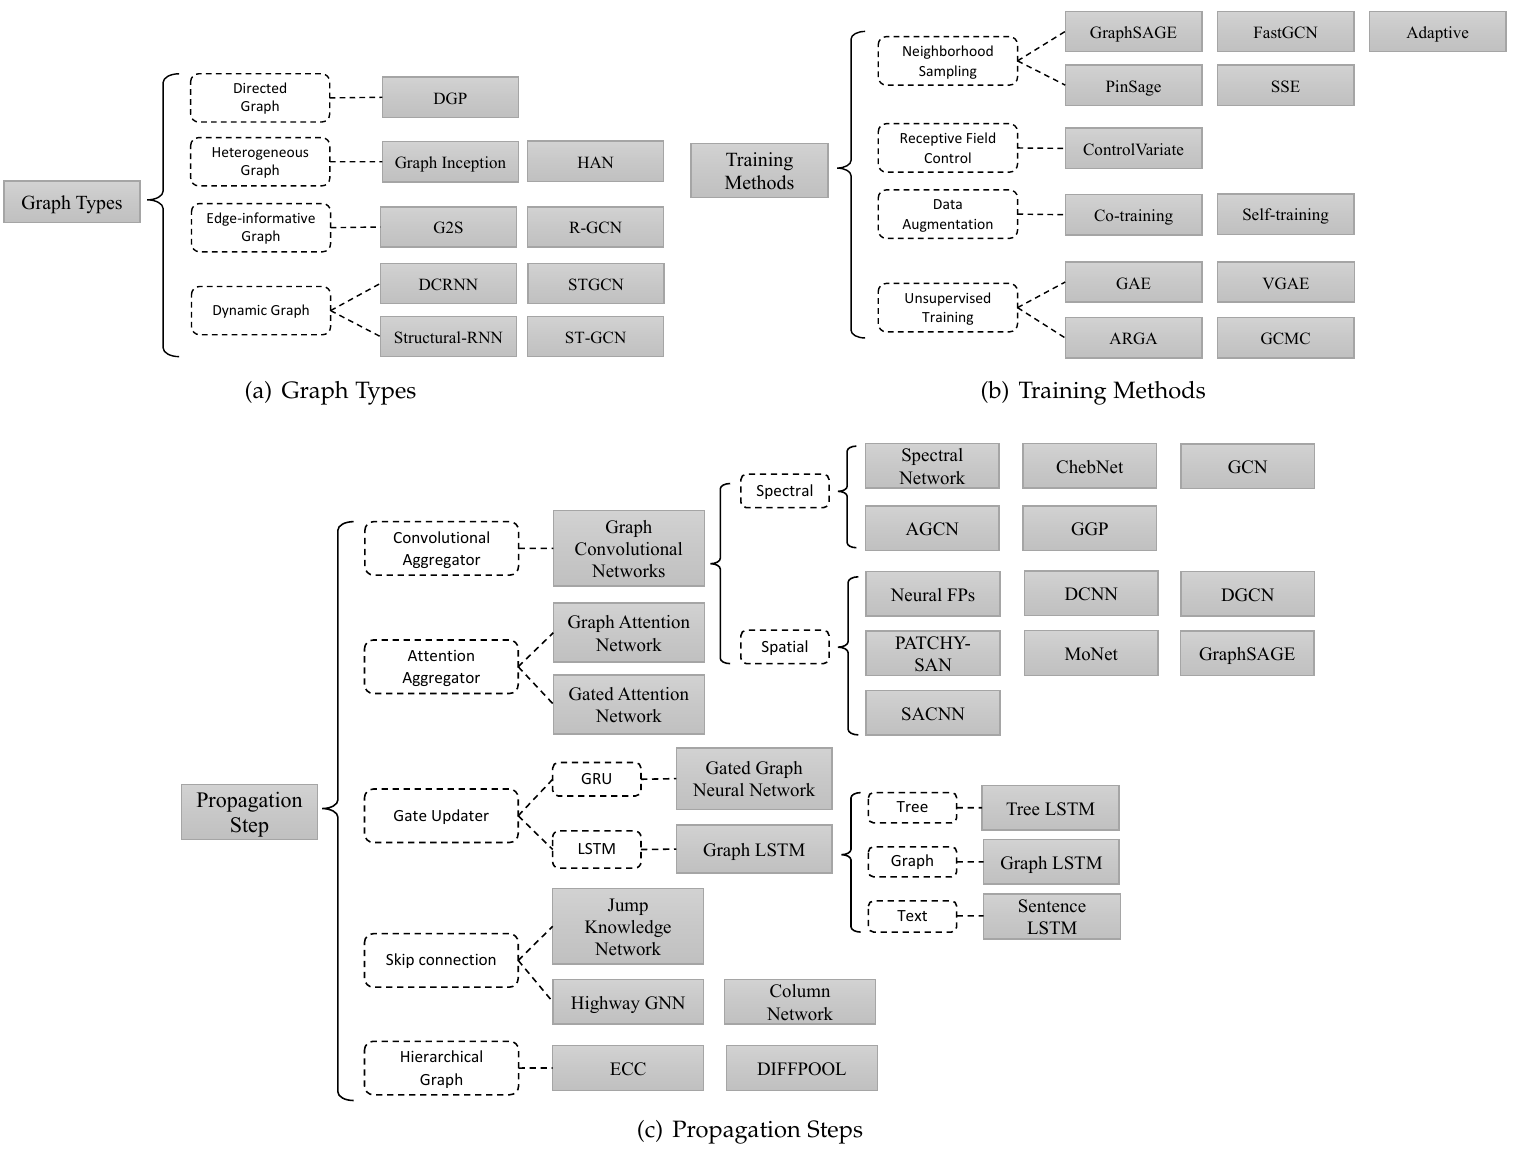 Graph Types
Directed
Graph
DGP
Heterogeneous
Graph
Graph Inception
HAN
Edge-informative
Graph
G2S
R-GCN
Dynamic Graph
DCRNN
STGCN
Structural-RNN
ST-GCN
(a) Graph Types
Training
Methods
Neighborhood
Sampling
GraphSAGE
FastGCN
Adaptive
PinSage
SSE
Receptive Field
Control
ControlVariate
Data
Augmentation
Co-training
Self-training
Unsupervised
Training
GAE
VGAE
ARGA
GCMC
(b) Training Methods
Propagation
Step
Convolutional
Aggregator
Graph
Convolutional
Networks
Spectral
Spectral
Network
ChebNet
GCN
AGCN
GGP
Spatial
Neural FPs
DCNN
DGCN
PATCHY-
SAN
MoNet
GraphSAGE
SACNN
Attention
Aggregator
Graph Attention
Network
Gated Attention
Network
Gate Updater
GRU
Gated Graph
Neural Network
LSTM
Graph LSTM
Tree
Tree LSTM
Graph
Graph LSTM
Text
Sentence
LSTM
Skip connection
Jump
Knowledge
Network
Highway GNN
Column
Network
Hierarchical
Graph
ECC
DIFFPOOL
(c) Propagation Steps